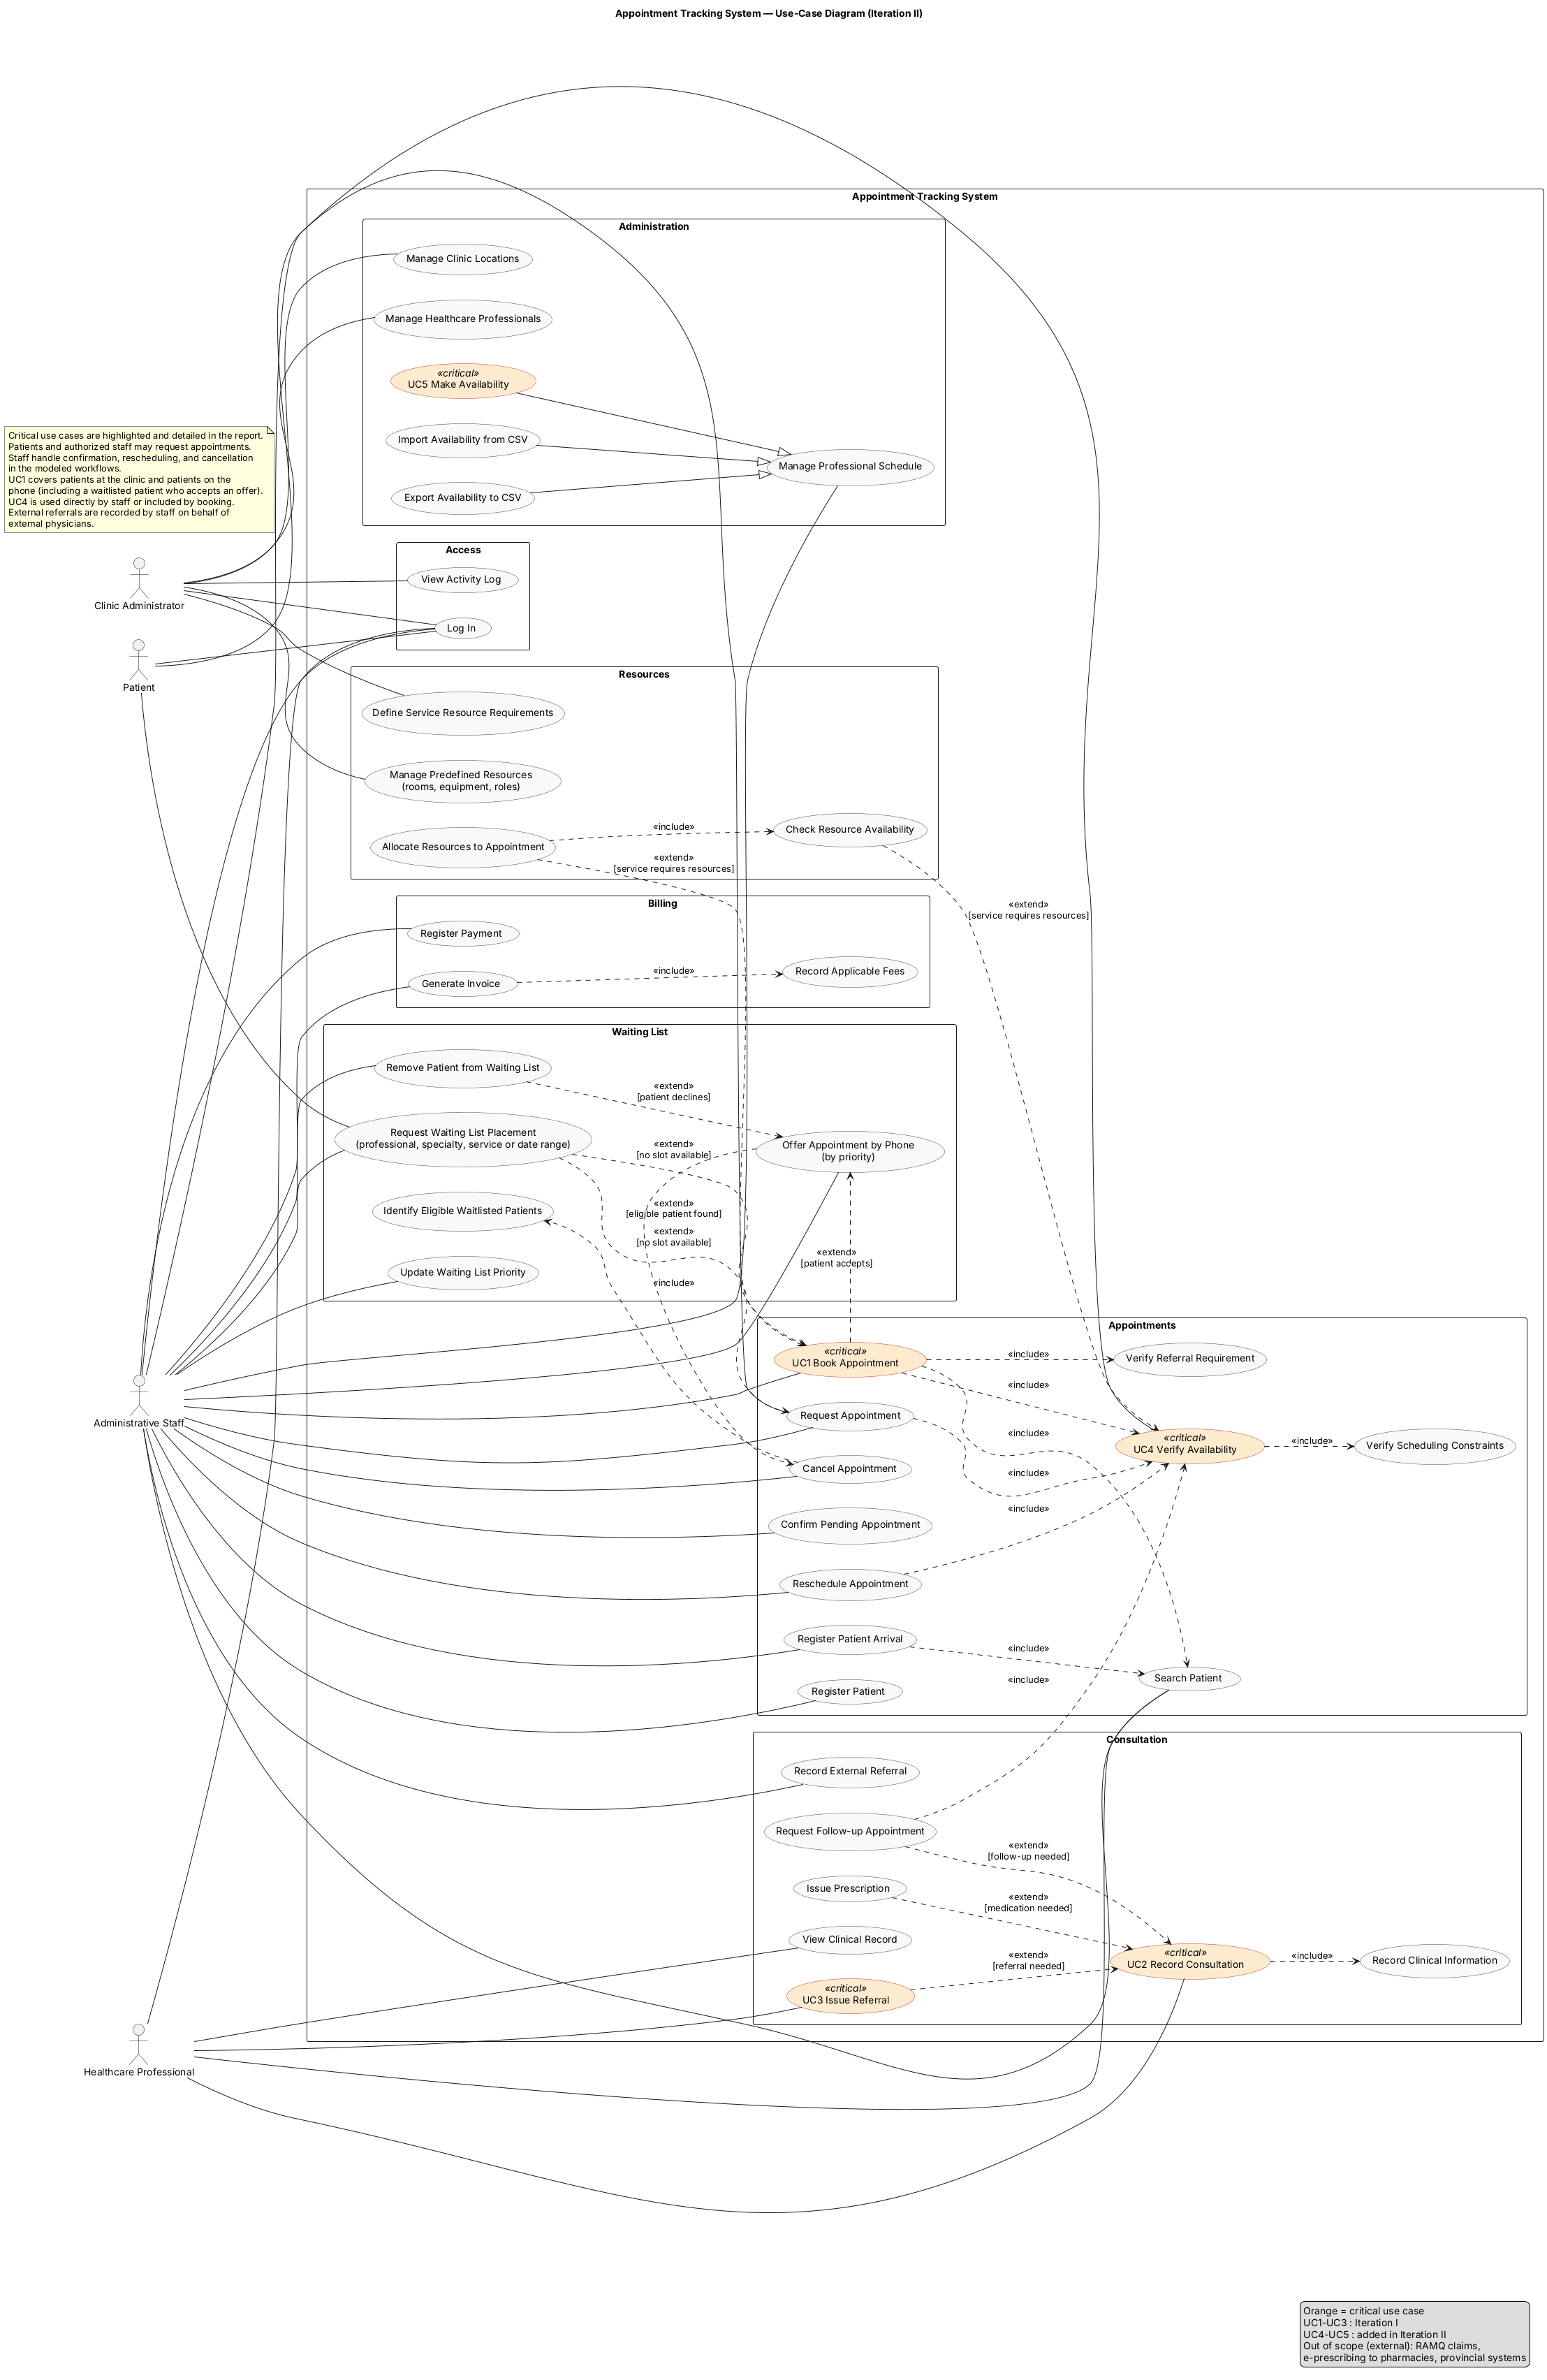 Appointment Tracking System — Use-Case Diagram (Iteration II)
Appointment Tracking System
Administration
Manage Clinic Locations
Manage Healthcare Professionals
«critical»
UC5 Make Availability
Import Availability from CSV
Manage Professional Schedule
Export Availability to CSV
Critical use cases are highlighted and detailed in the report.
Patients and authorized staff may request appointments.
Staff handle confirmation, rescheduling, and cancellation
in the modeled workflows.
UC1 covers patients at the clinic and patients on the
phone (including a waitlisted patient who accepts an offer).
UC4 is used directly by staff or included by booking.
External referrals are recorded by staff on behalf of
external physicians.
Access
View Activity Log
Clinic Administrator
Log In
Patient
Resources
Define Service Resource Requirements
Manage Predefined Resources
(rooms, equipment, roles)
Allocate Resources to Appointment
«include»
Check Resource Availability
«extend»
[service requires resources]
«extend»
[service requires resources]
Billing
Register Payment
Generate Invoice
«include»
Record Applicable Fees
Waiting List
Remove Patient from Waiting List
«extend»
[patient declines]
Request Waiting List Placement
(professional, specialty, service or date range)
«extend»
[no slot available]
Offer Appointment by Phone
(by priority)
Identify Eligible Waitlisted Patients
«extend»
[eligible patient found]
«extend»
[no slot available]
«extend»
[patient accepts]
Update Waiting List Priority
«include»
Appointments
«critical»
UC1 Book Appointment
«include»
Verify Referral Requirement
«include»
Administrative Staff
Request Appointment
«include»
«critical»
UC4 Verify Availability
«include»
Verify Scheduling Constraints
Cancel Appointment
«include»
Confirm Pending Appointment
«include»
Reschedule Appointment
Register Patient Arrival
«include»
Search Patient
«include»
Register Patient
Consultation
Record External Referral
Request Follow-up Appointment
«extend»
[follow-up needed]
Issue Prescription
«extend»
[medication needed]
View Clinical Record
«extend»
[referral needed]
«critical»
UC2 Record Consultation
«include»
Record Clinical Information
«critical»
UC3 Issue Referral
Healthcare Professional
Orange = critical use case
UC1-UC3 : Iteration I
UC4-UC5 : added in Iteration II
Out of scope (external): RAMQ claims,
e-prescribing to pharmacies, provincial systems